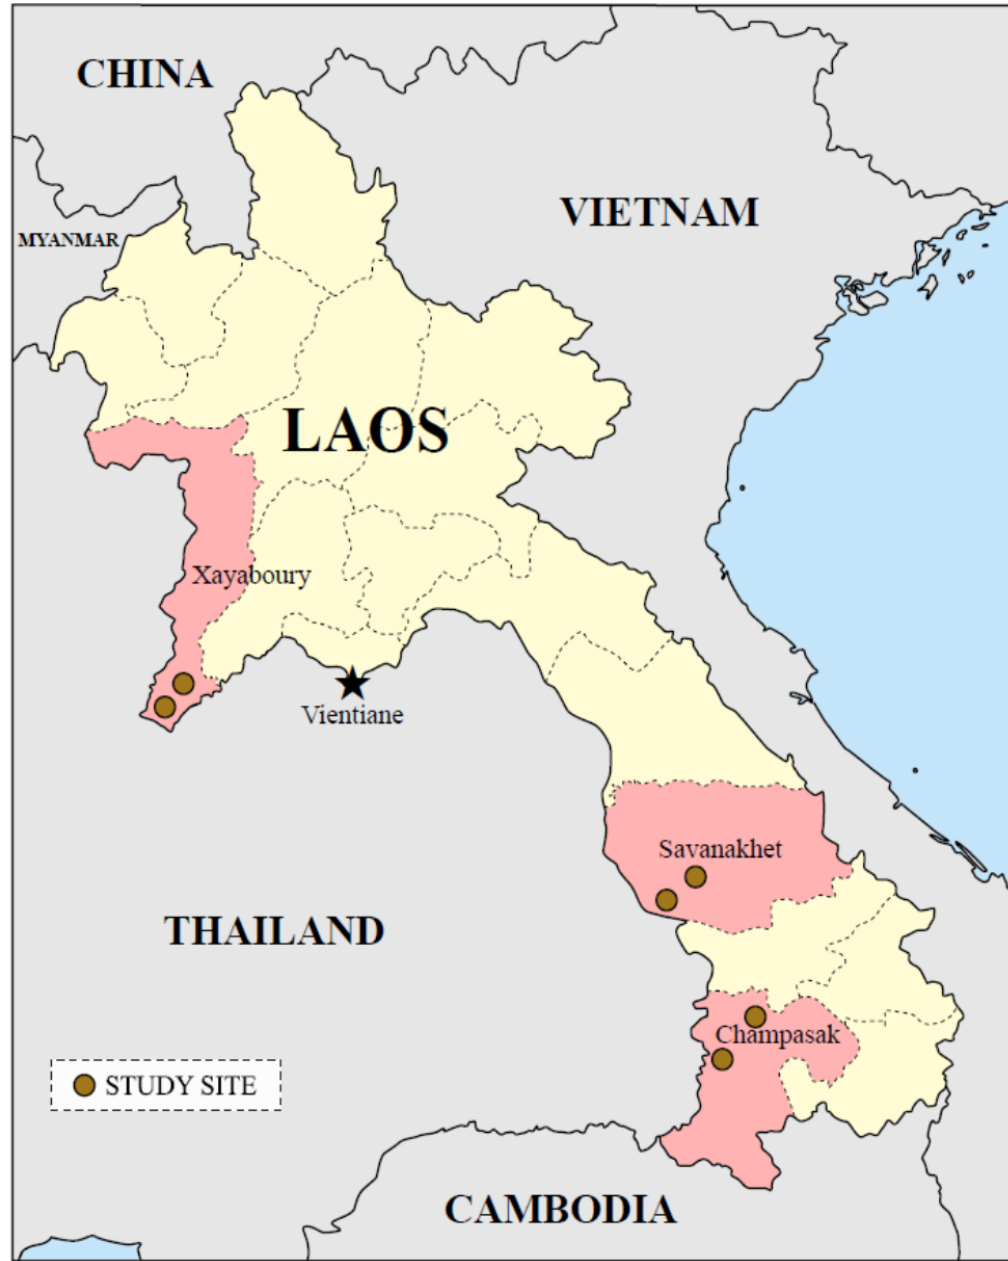 CHINA
VIETNAM
MYANMAR
LAOS
Xayaboury
Vientiane
Savanakhet
THAILAND
Champasak
STUDY SITE
CAMBODIA